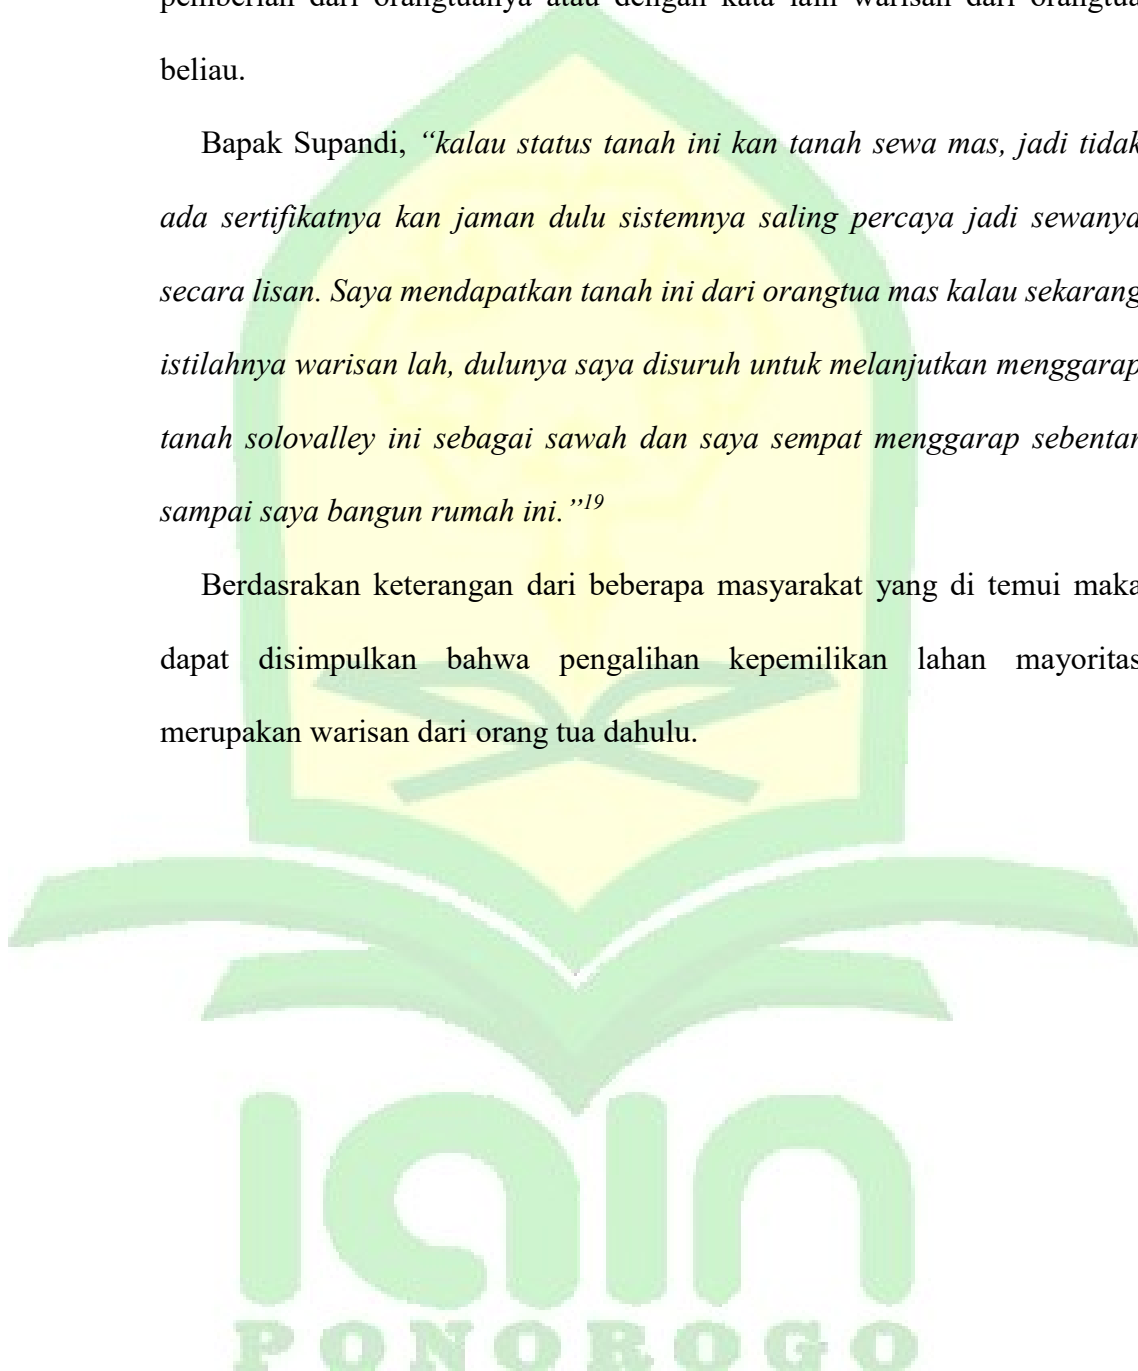 pemberian dari orangtuanya atau dengan kata lain warisan dari orangtua
beliau.
Bapak Supandi, “kalau status tanah ini kan tanah sewa mas, jadi tidak
ada sertifikatnya kan jaman dulu sistemnya saling percaya jadi sewanya
secara lisan. Saya mendapatkan tanah ini dari orangtua mas kalau sekarang
istilahnya warisan lah, dulunya saya disuruh untuk melanjutkan menggarap
tanah solovalley ini sebagai sawah dan saya sempat menggarap sebentar
sampai saya bangun rumah ini.”19
Berdasrakan keterangan dari beberapa masyarakat yang di temui maka
dapat disimpulkan bahwa pengalihan kepemilikan lahan mayoritas
merupakan warisan dari orang tua dahulu.
iain
PONOROGO